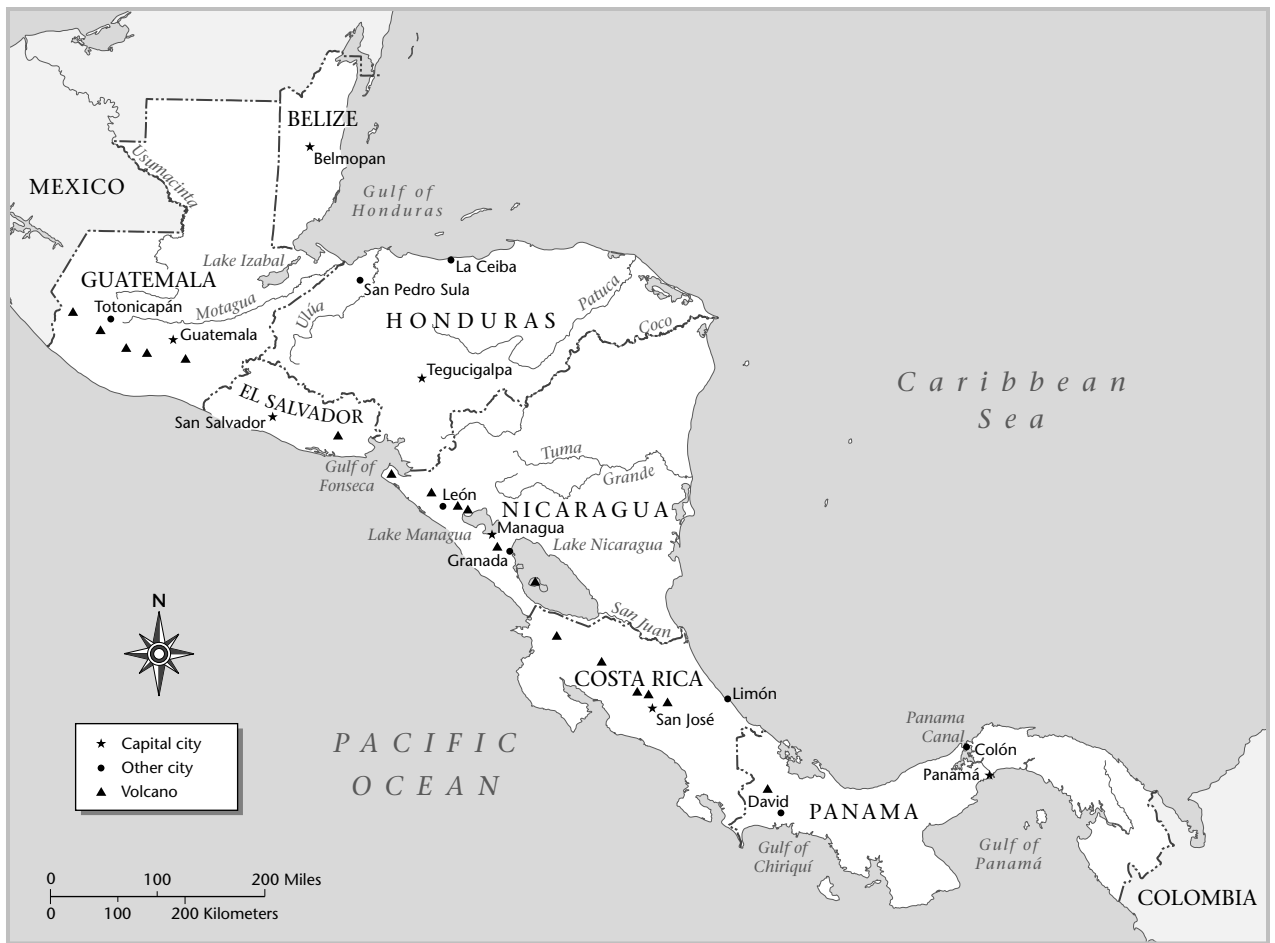 BELIZE
Belmopan
Usumacinta
MEXICO
Gulf of
Honduras
Lake Izabal
La Ceiba
GUATEMALA
San Pedro Sula
Patuca
Totonicapán
Motagua
Ulúa
HONDURAS
Coco
Guatemala
Tegucigalpa
Caribbean
Sea
EL SALVADOR
San Salvador
Tuma
Gulf of
Fonseca
Grande
León
NICARAGUA
Managua
Lake Managua
Lake Nicaragua
Granada
San Juan
N
COSTA RICA
Limón
San José
PACIFIC
OCEAN
Panama
Canal
Colón
Panamá
David
PANAMA
Gulf of
Chiriquí
Gulf of
Panamá
COLOMBIA
Capital city
Other city
Volcano
0 100 200 Miles
0 100 200 Kilometers